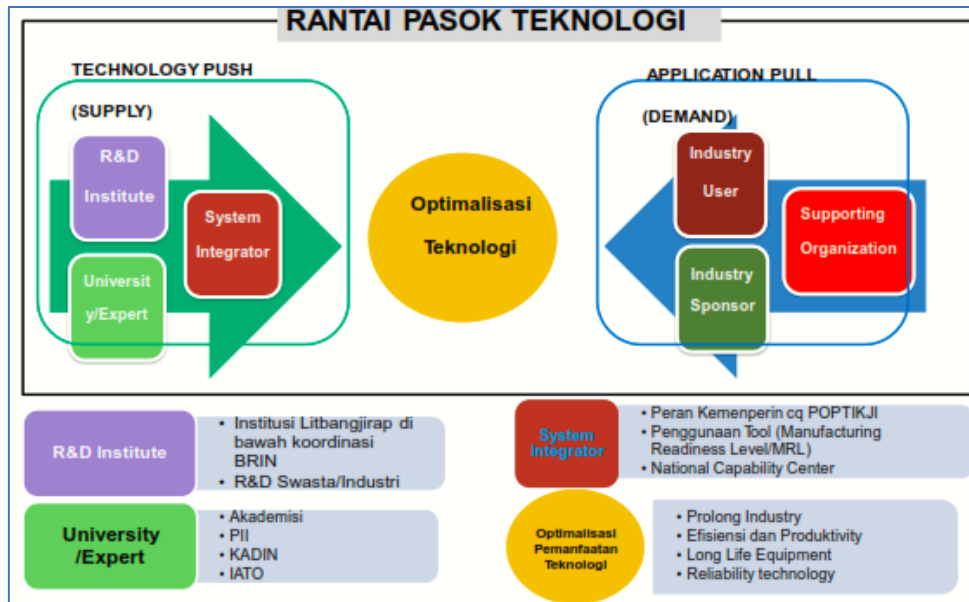 RANTAI PASOK TEKNOLOGI
TECHNOLOGY PUSH
(SUPPLY)
R&D
Institute
Universit
y/Expert
System
Integrator
Optimalisasi
Teknologi
APPLICATION PULL
(DEMAND)
Industry
User
Industry
Sponsor
Supporting
Organization
R&D Institute
• Institusi Litbangjirap di
bawah koordinasi
BRIN
• R&D Swasta/Industri
University
/Expert
• Akademisi
• PII
• KADIN
• IATO
System
Integrator
• Peran Kemenperin cq POPTIKJI
• Penggunaan Tool (Manufacturing
Readiness Level/MRL)
• National Capability Center
Optimalisasi
Pemanfaatan
Teknologi
• Prolong Industry
• Efisiensi dan Produktivity
• Long Life Equipment
• Reliability technology